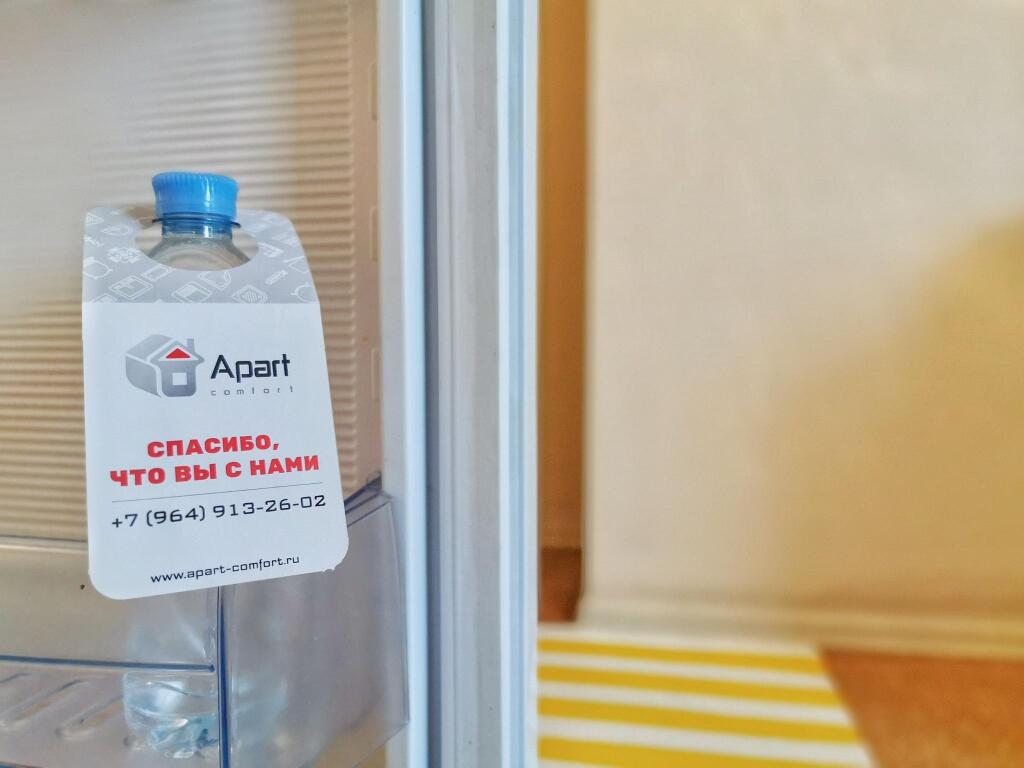 Apart
comfort
СПАСИБО,
ЧТО ВЫ С НАМИ
+7 (964) 913-26-02
www.apart-comfort.ru